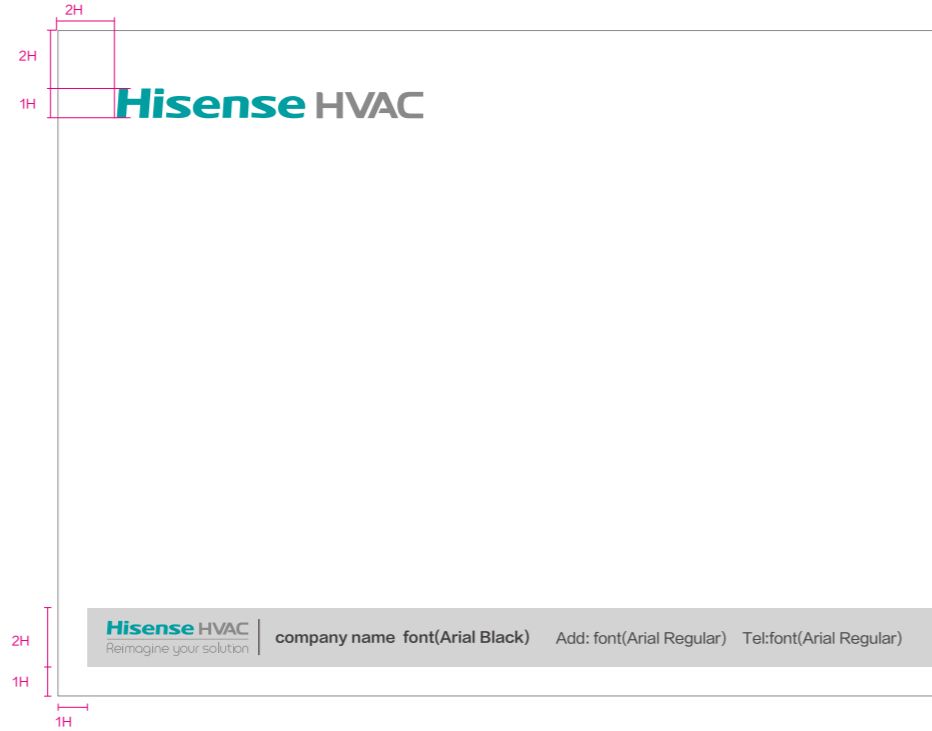 2H
2H
1H
Hisense HVAC
2H
Hisense HVAC
Reimagine your solution
company name font(Arial Black) Add: font(Arial Regular) Tel:font(Arial Regular)
1H
1H